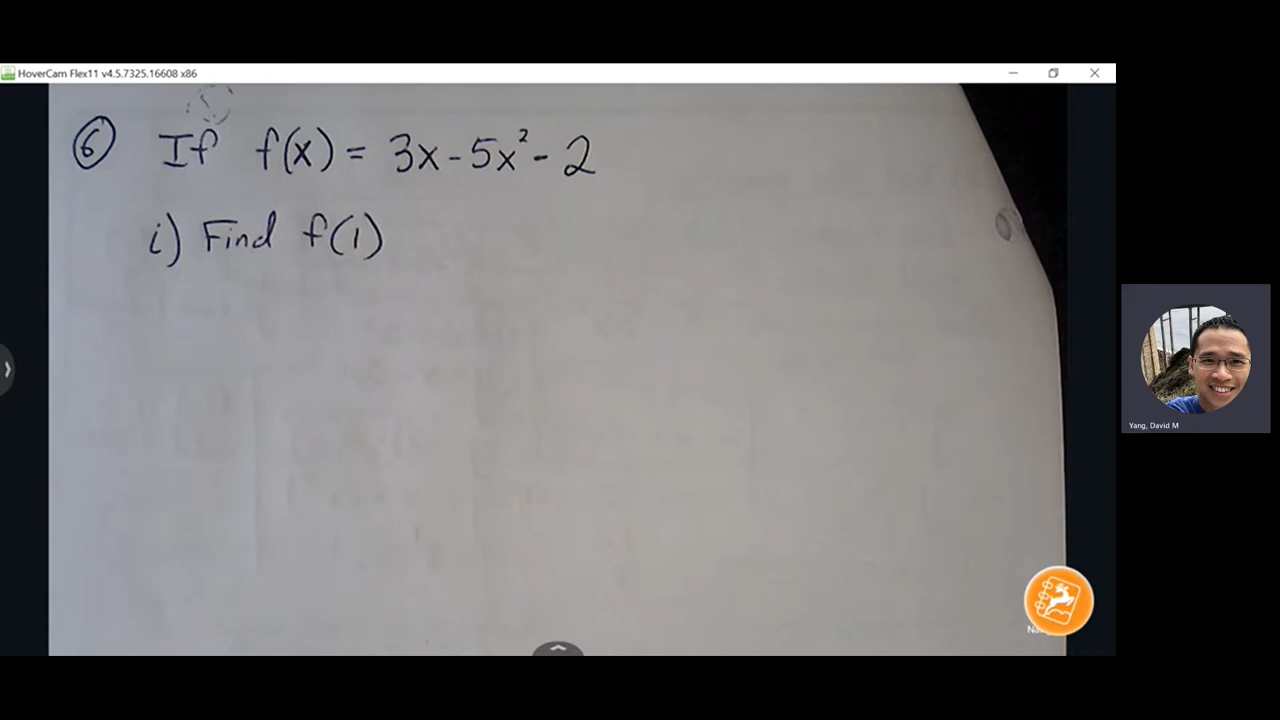 HoverCam Flex11 v4.5.7325.16608 x86
⑥ If f(x) = 3x - 5x² - 2
i) Find f(1)
Yang, David M